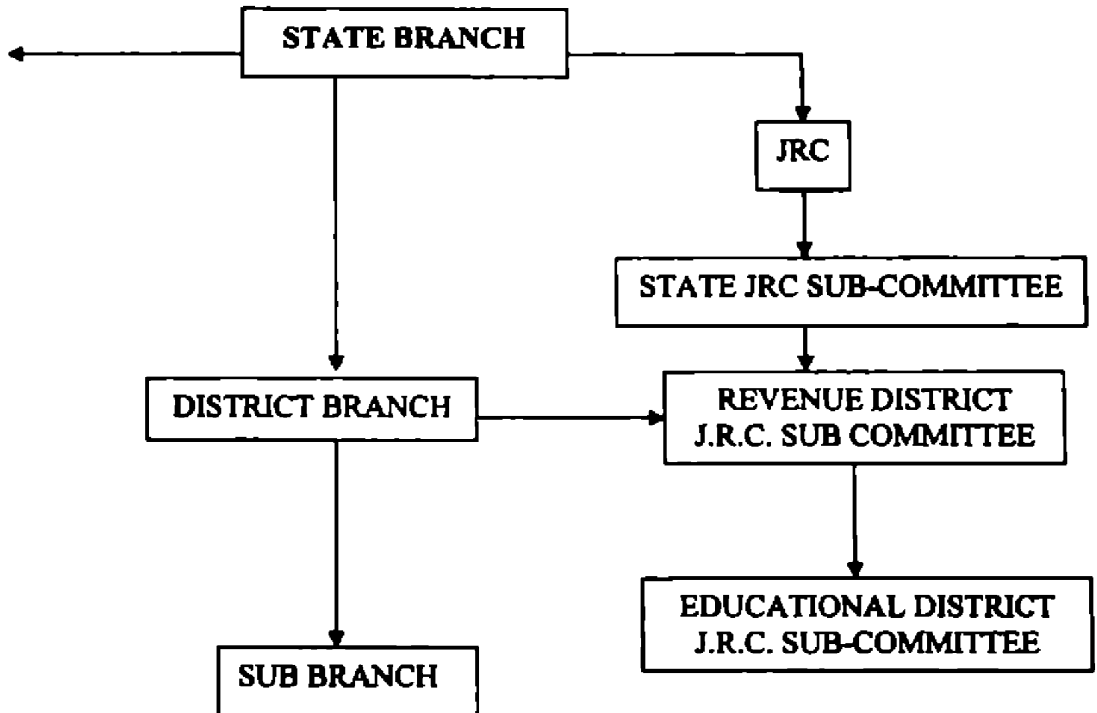 STATE BRANCH
JRC
STATE JRC SUB-COMMITTEE
DISTRICT BRANCH
REVENUE DISTRICT
J.R.C. SUB COMMITTEE
EDUCATIONAL DISTRICT
J.R.C. SUB-COMMITTEE
SUB BRANCH